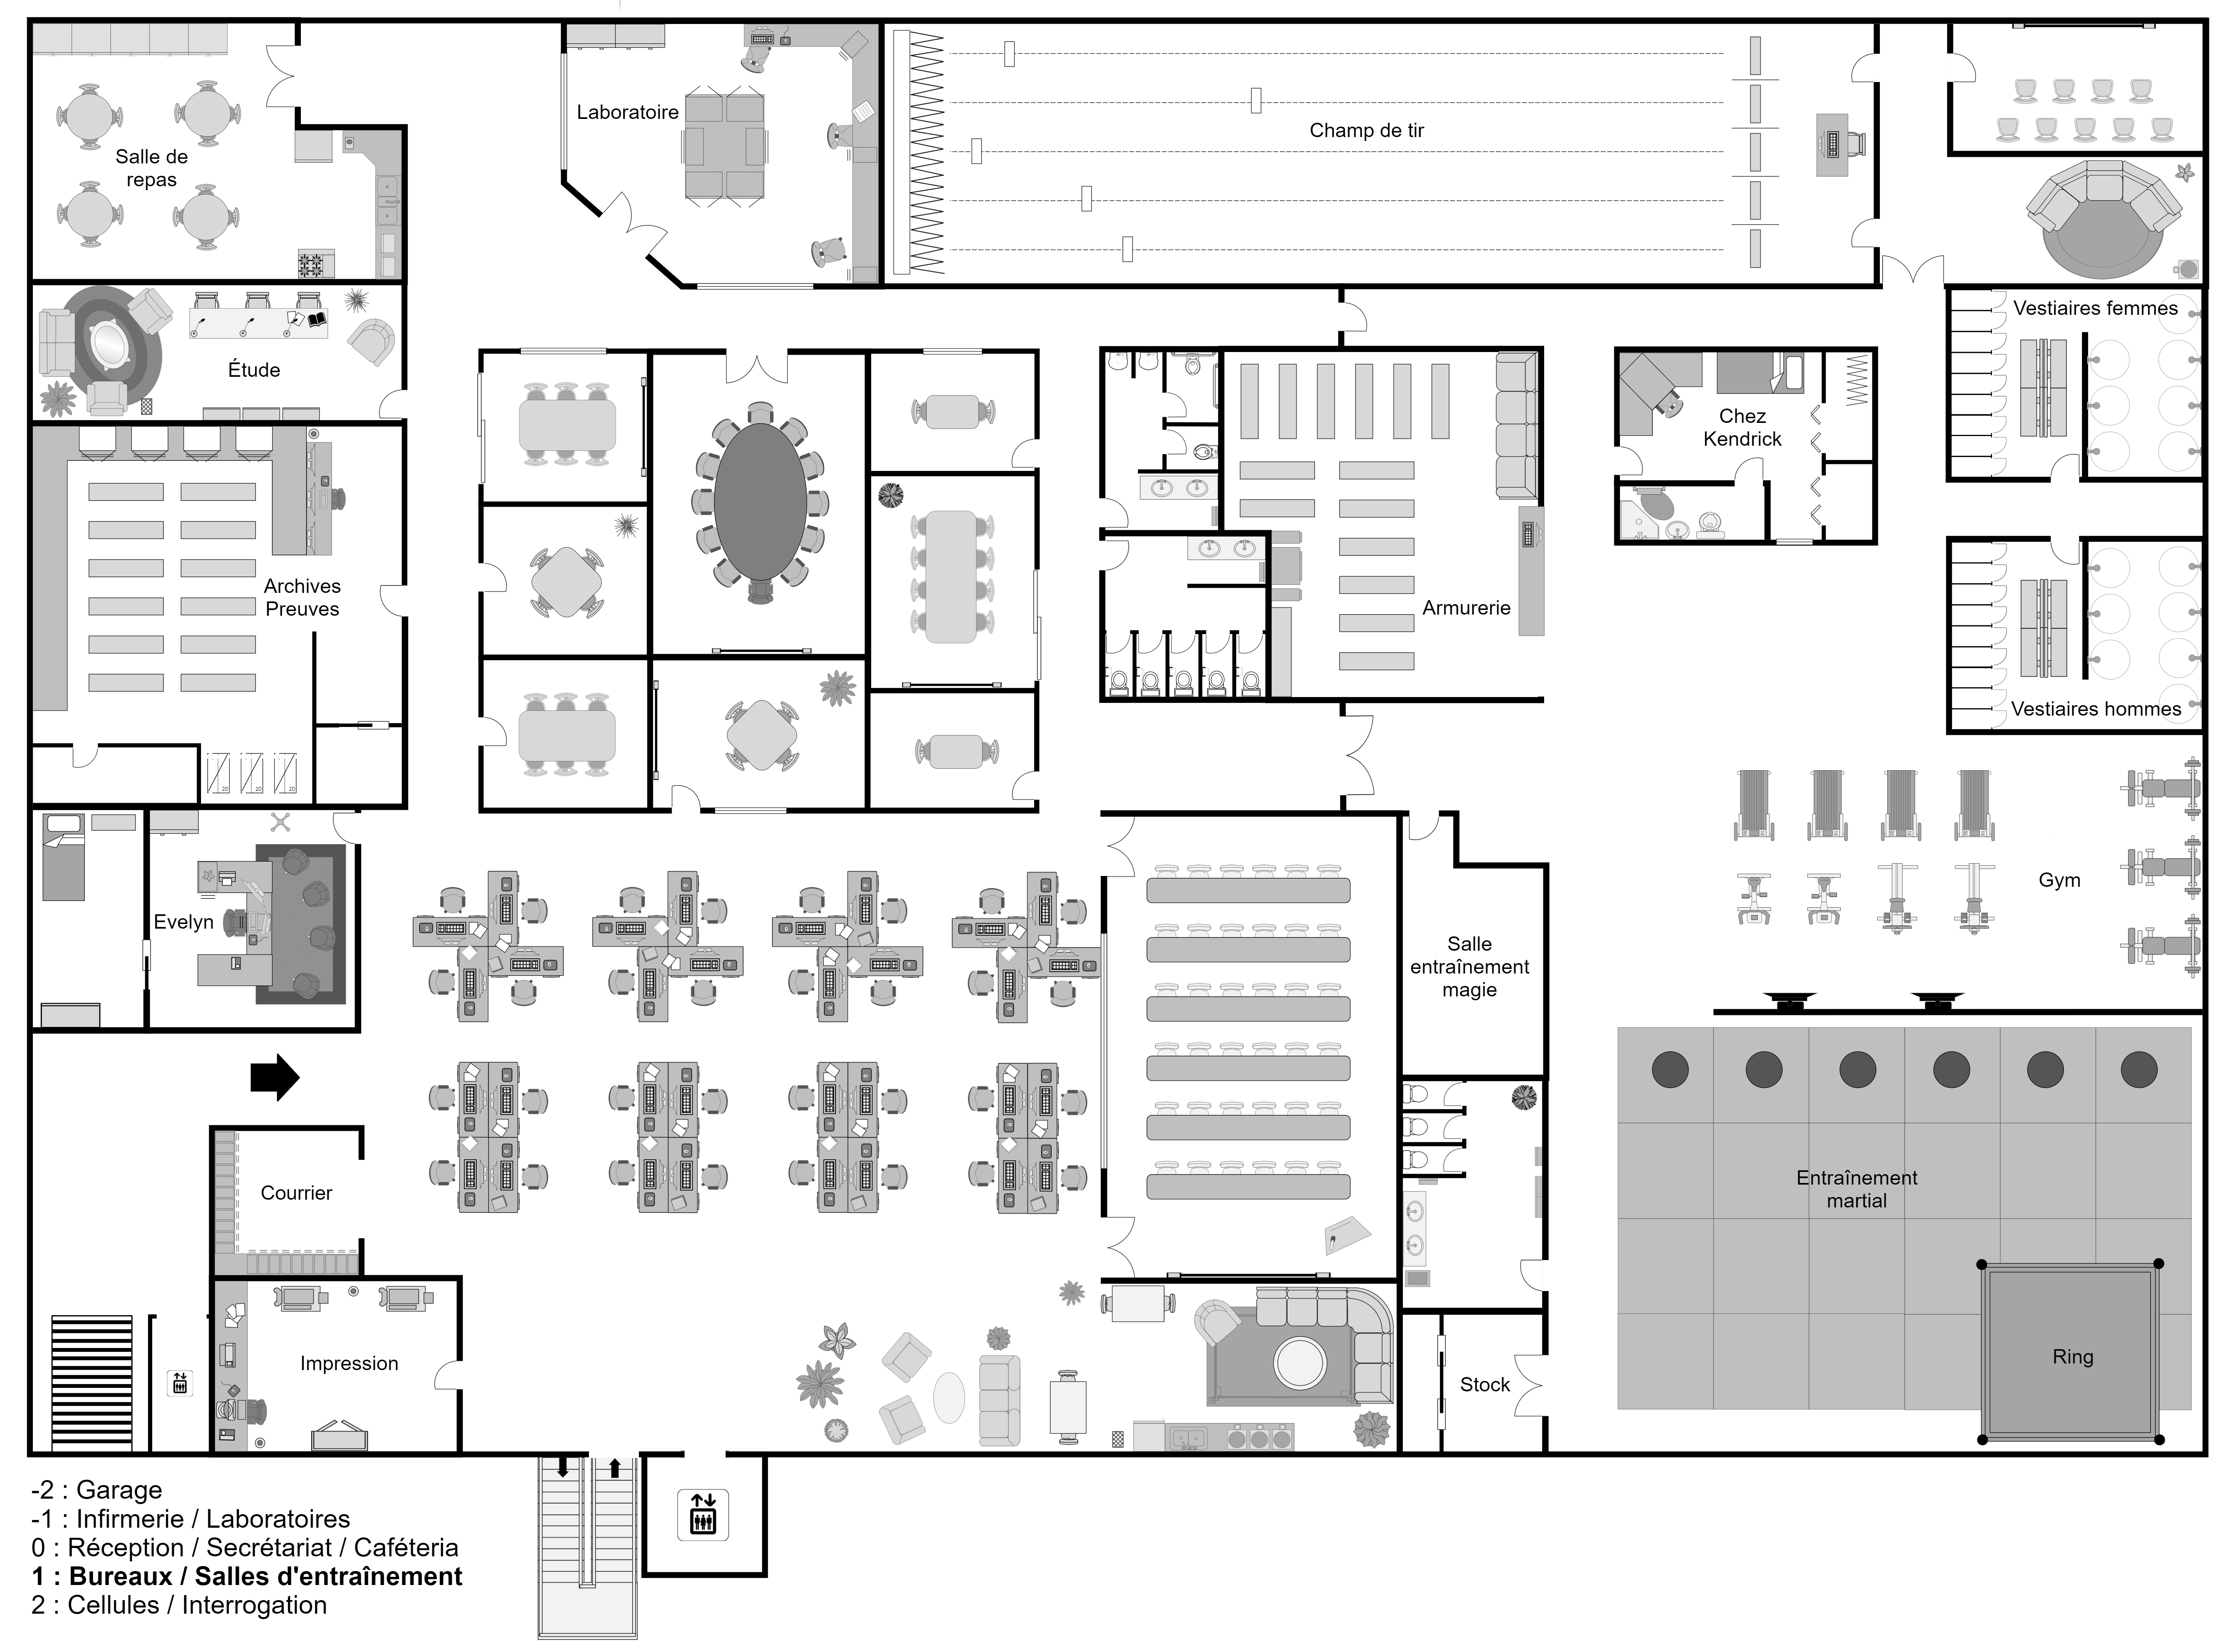 Laboratoire
Champ de tir
Salle de
repas
Étude
Vestiaires femmes
Chez
Kendrick
Archives
Preuves
Armurerie
Vestiaires hommes
Gym
Evelyn
Salle
entraînement
magie
Courrier
Entraînement
martial
Impression
Stock
Ring
-2 : Garage
-1 : Infirmerie / Laboratoires
0 : Réception / Secrétariat / Caféteria
1 : Bureaux / Salles d'entraînement
2 : Cellules / Interrogation